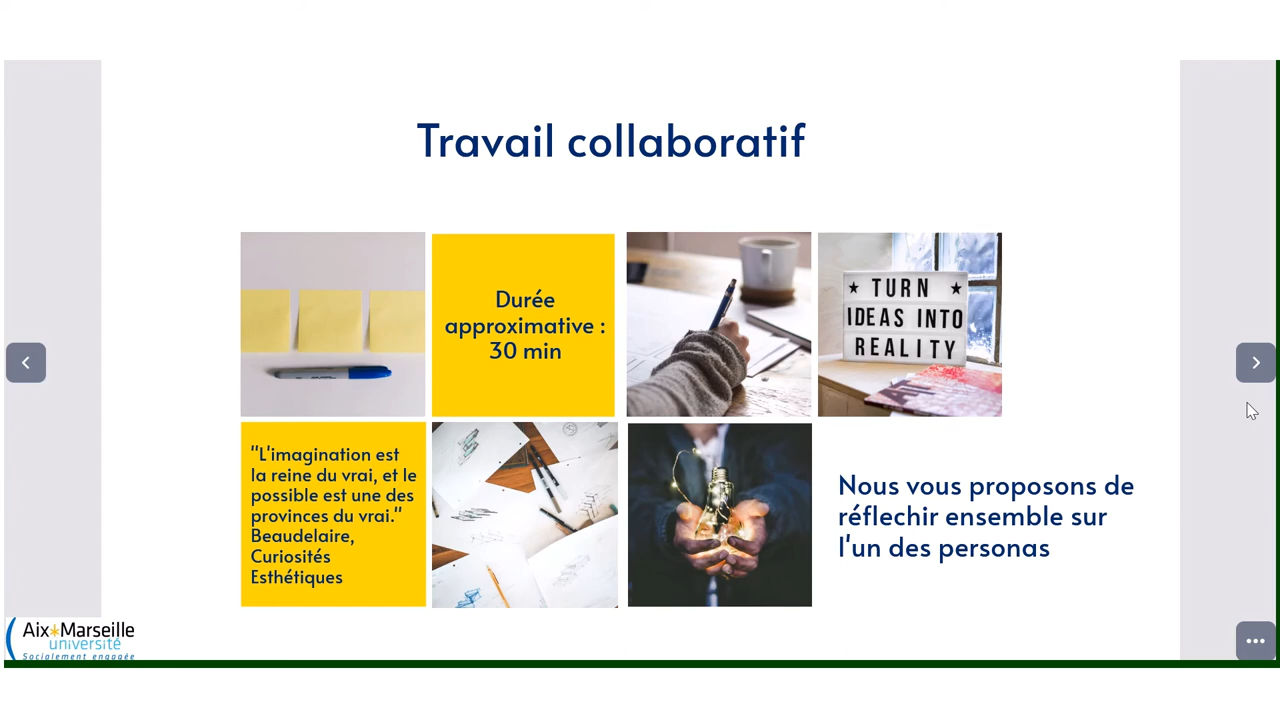 Travail collaboratif
Durée
approximative :
30 min
TURN
IDEAS INTO
REALITY
"L'imagination est
la reine du vrai, et le
possible est une des
provinces du vrai."
Beaudelaire,
Curiosités
Esthétiques
Nous vous proposons de
réflechir ensemble sur
l'un des personas
Aix*Marseille
université
Socialement engagée